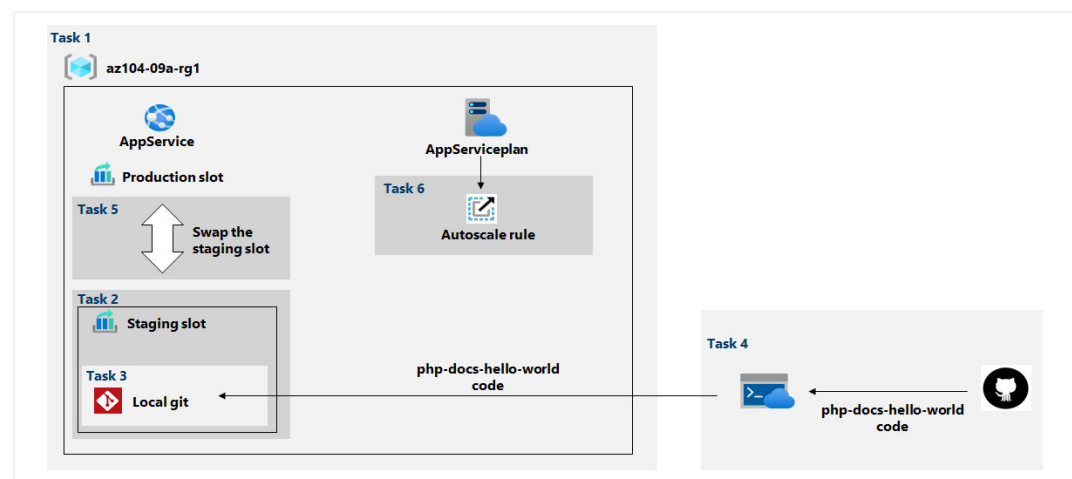 Task 1
az104-09a-rg1
AppService
Production slot
Task 5
Swap the
staging slot
Task 2
Staging slot
Task 3
Local git
AppServiceplan
Task 6
Autoscale rule
php-docs-hello-world
code
Task 4
php-docs-hello-world
code